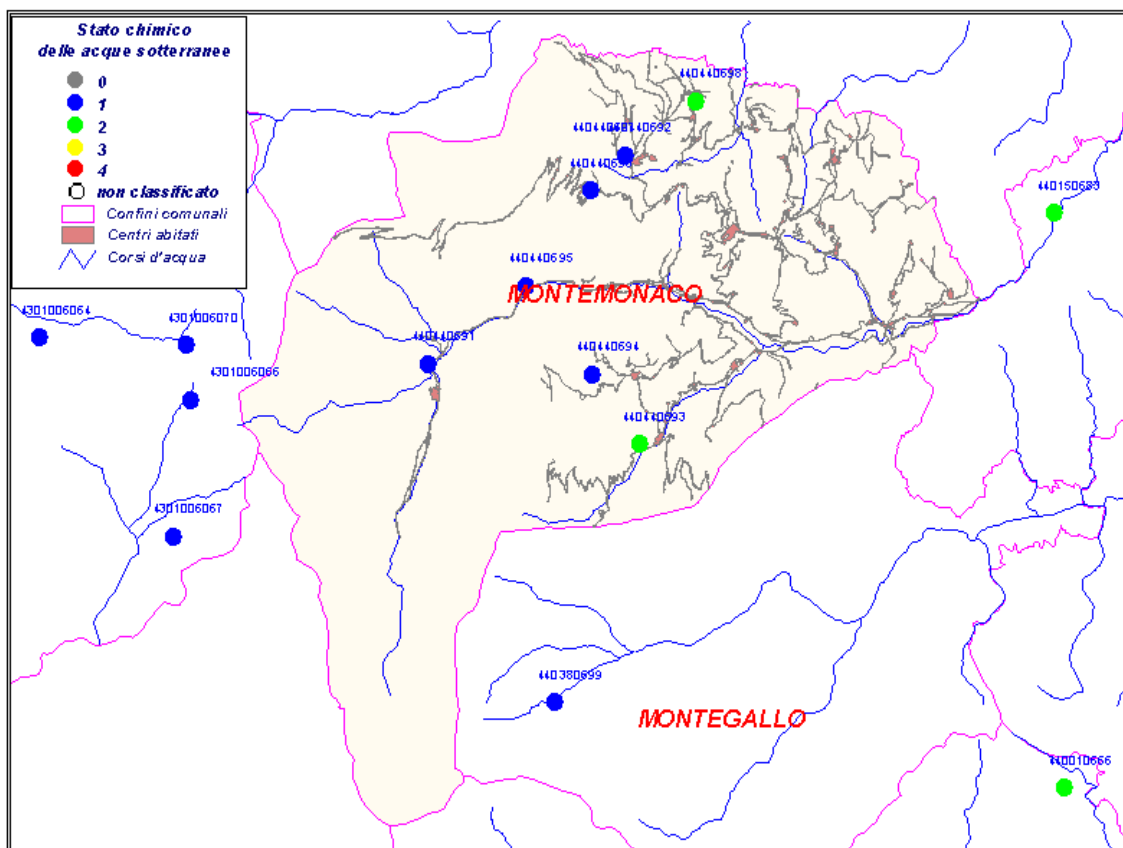 Stato chimico
delle acque sotterranee
0
1
2
3
4
non classificato
Confini comunali
Centri abitati
Corsi d'acqua
440440698
440440692
440150683
440440695
MONTEMONACO
4301006064
4301006070
440440691
440440694
4301006066
440440693
4301006067
440380699
MONTEGALLO
440010666